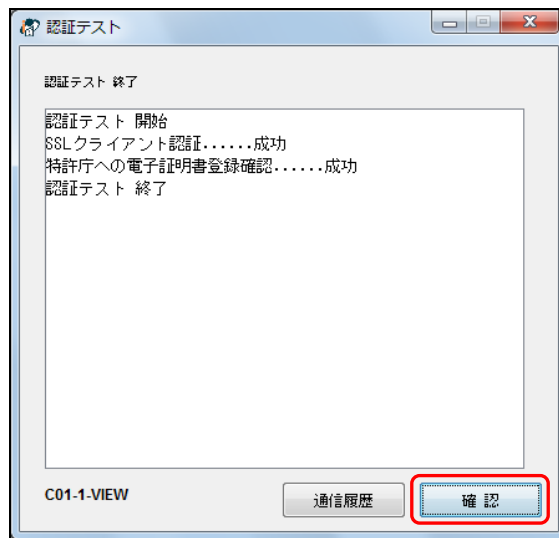 認証テスト
認証テスト 終了
認証テスト 開始
SSLクライアント認証......成功
特許庁への電子証明書登録確認......成功
認証テスト 終了
C01-1-VIEW
通信履歴
確 認